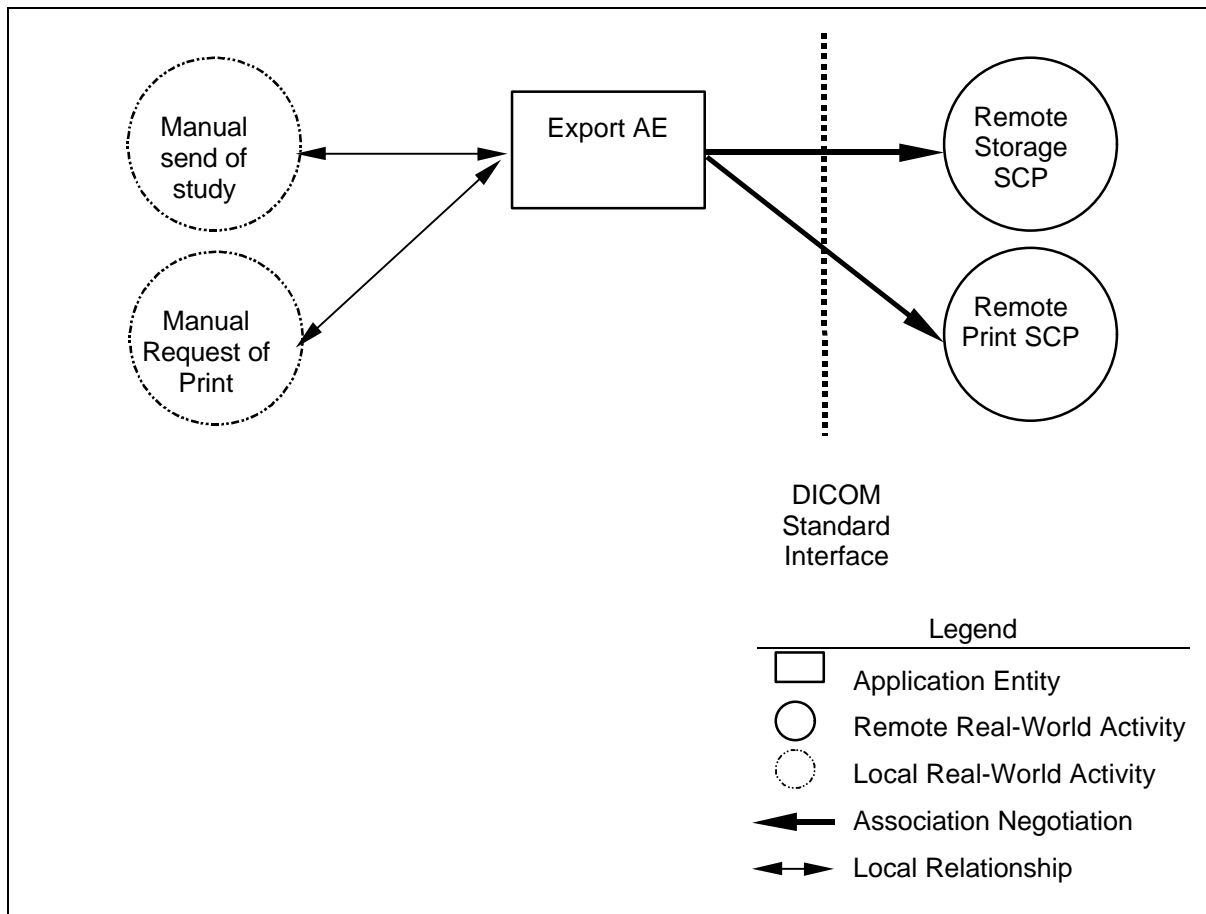 Manual
send of
study
Export AE
Remote
Storage
SCP
Manual
Request of
Print
Remote
Print SCP
DICOM
Standard
Interface
Legend
Application Entity
Remote Real-World Activity
Local Real-World Activity
Association Negotiation
Local Relationship